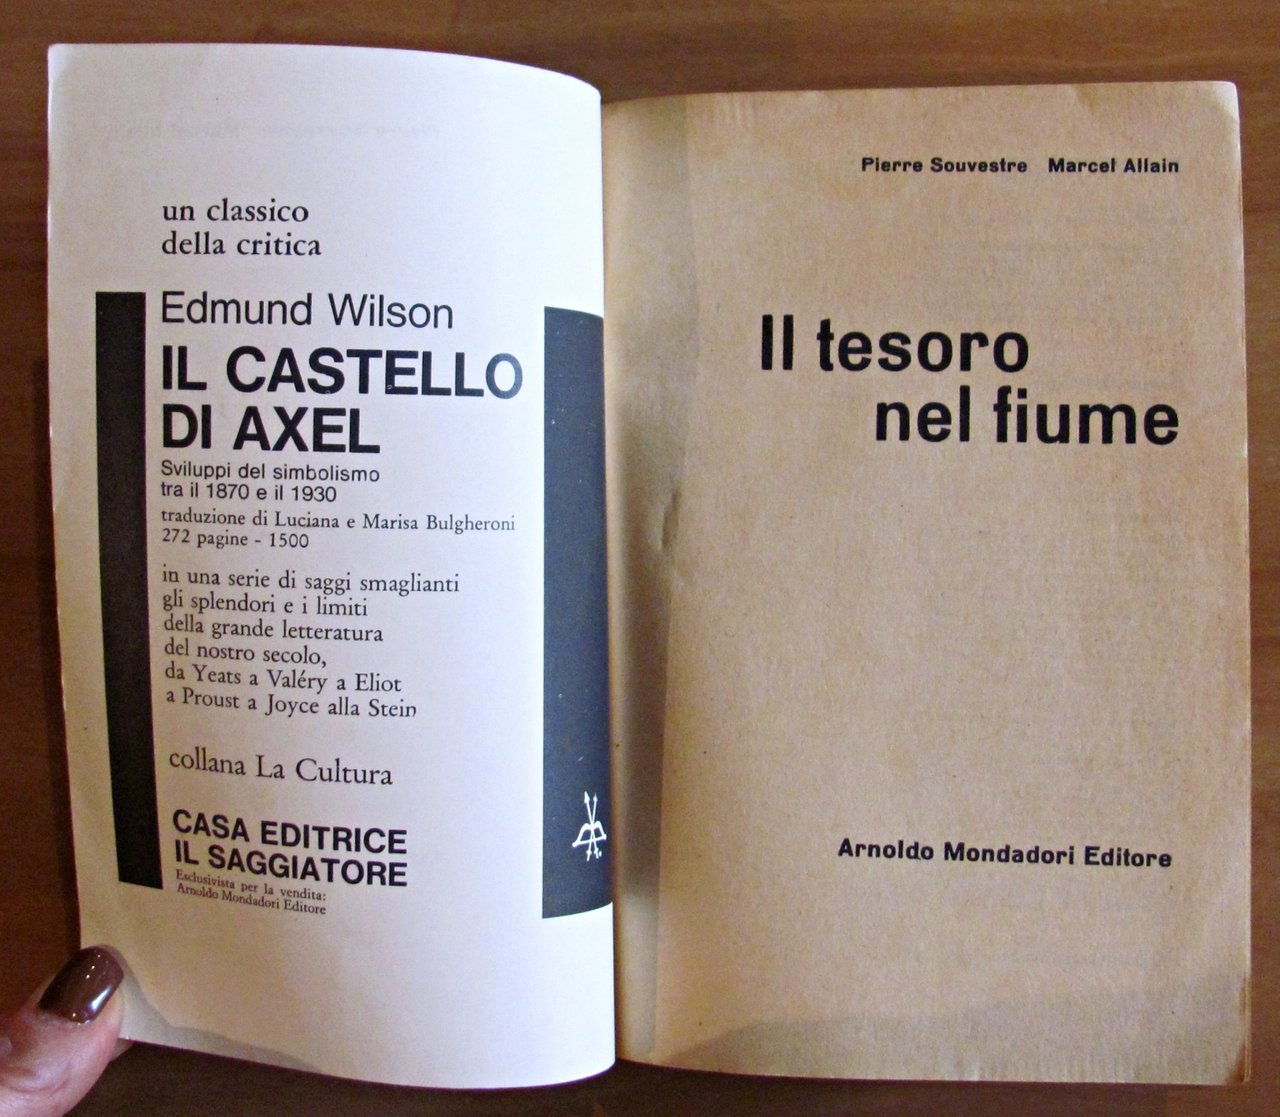 un classico
della critica
Edmund Wilson
IL CASTELLO
DI AXEL
Sviluppi del simbolismo
tra il 1870 e il 1930
traduzione di Luciana e Marisa Bulgheroni
272 pagine - 1500
in una serie di saggi smaglianti
gli splendori e i limiti
della grande letteratura
del nostro secolo,
da Yeats a Valéry a Eliot
a Proust a Joyce alla Stein
collana La Cultura
CASA EDITRICE
IL SAGGIATORE
Esclusivista per la vendita:
Arnoldo Mondadori Editore
Pierre Souvestre Marcel Allain
Il tesoro
nel fiume
Arnoldo Mondadori Editore